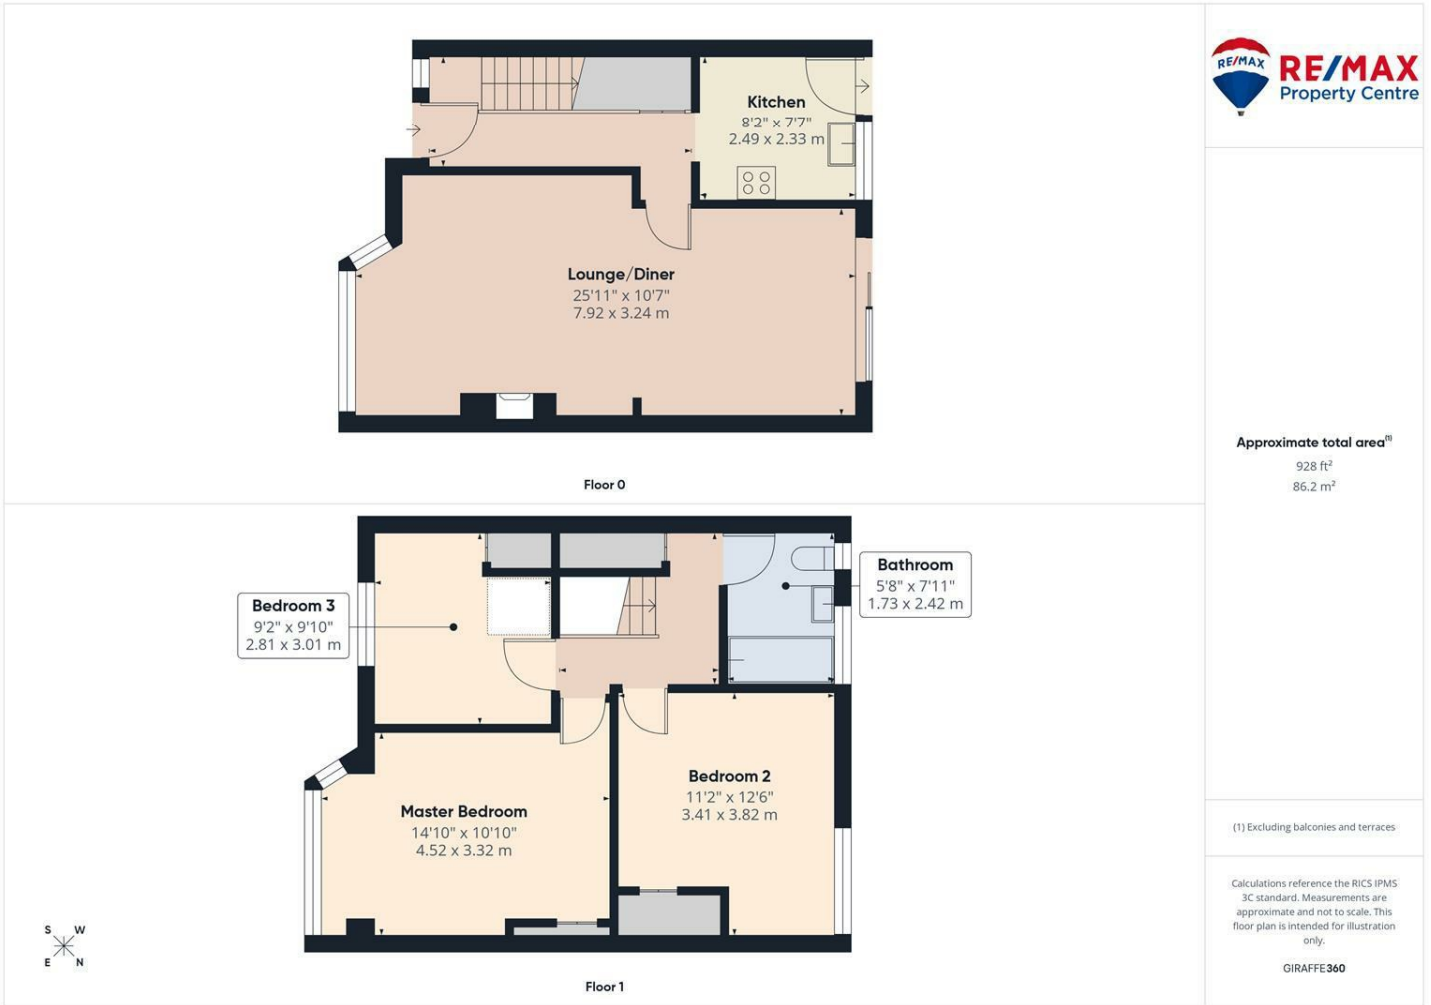 Kitchen
8'2" x 7'7"
2.49 x 2.33 m
Lounge/Diner
25'11" x 10'7"
7.92 x 3.24 m
Floor 0
Bathroom
5'8" x 7'11"
1.73 x 2.42 m
Bedroom 3
9'2" x 9'10"
2.81 x 3.01 m
Bedroom 2
11'2" x 12'6"
3.41 x 3.82 m
Master Bedroom
14'10" x 10'10"
4.52 x 3.32 m
S W
E N
Floor 1
RE/MAX
RE/MAX
Property Centre
Approximate total area(1)
928 ft²
86.2 m²
(1) Excluding balconies and terraces
Calculations reference the RICS IPMS
3C standard. Measurements are
approximate and not to scale. This
floor plan is intended for illustration
only.
GIRAFFE360